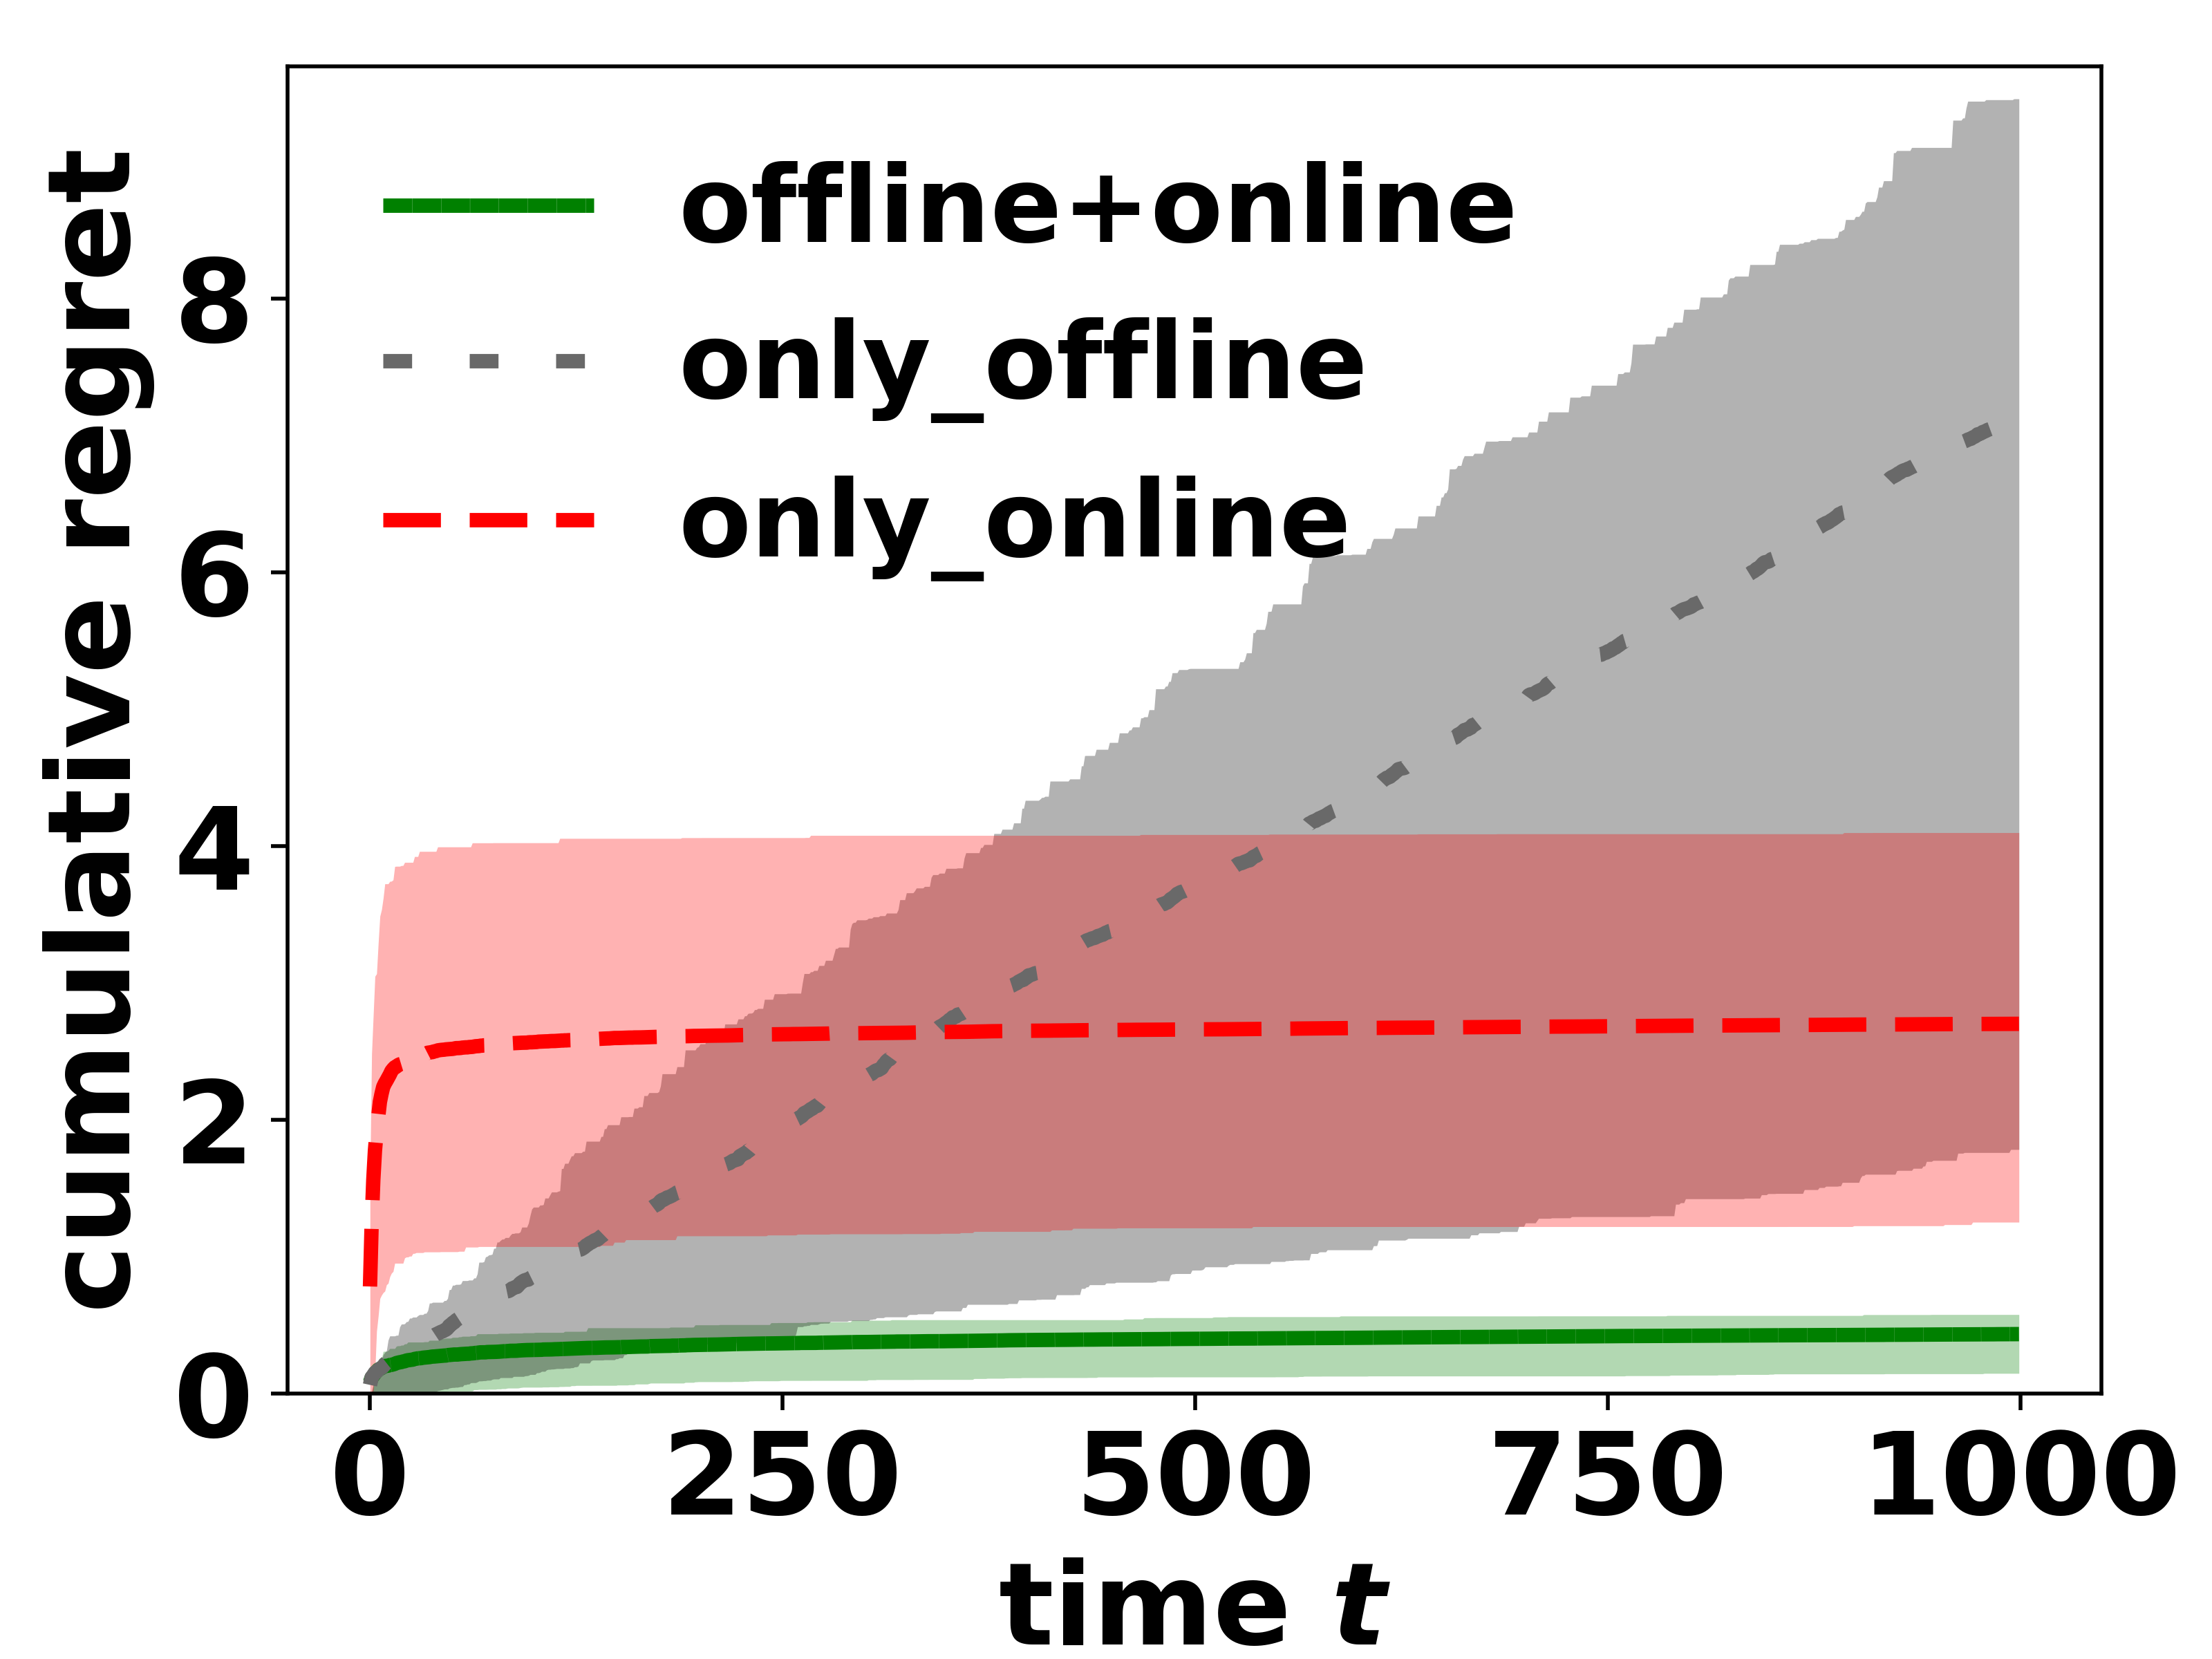 cumulative regret
8
6
4
2
0
offline+online
only_offline
only_online
0 250 500 750 1000
time t